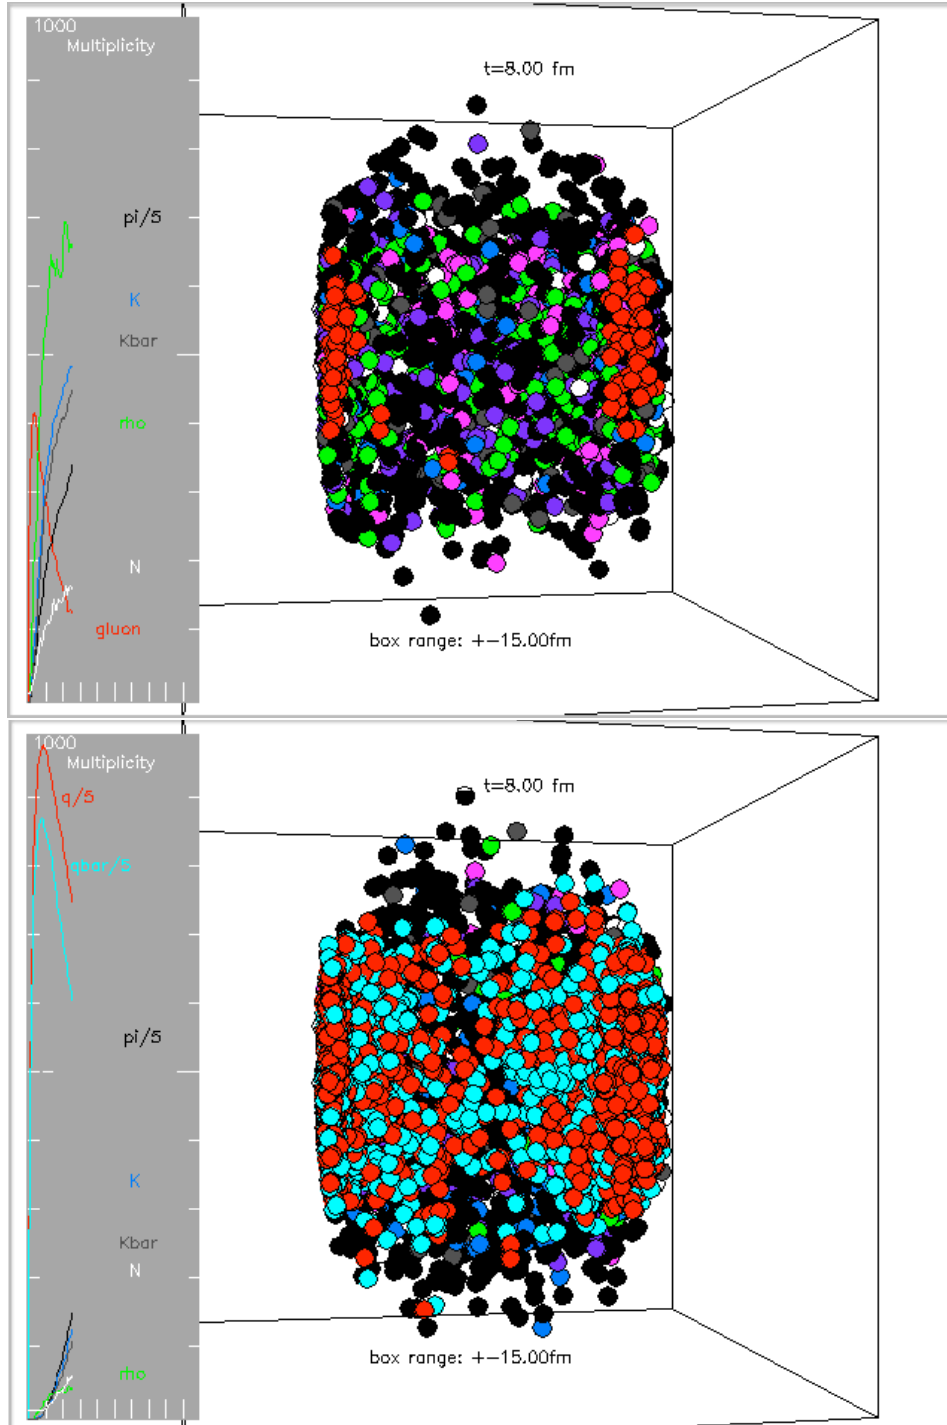 1000
Multiplicity
t=8.00 fm
pi/5
K
Kbar
rho
N
gluon
box range: +-15.00fm
1000
Multiplicity
t=8.00 fm
q/5
qbar/5
pi/5
K
Kbar
N
rho
box range: +-15.00fm